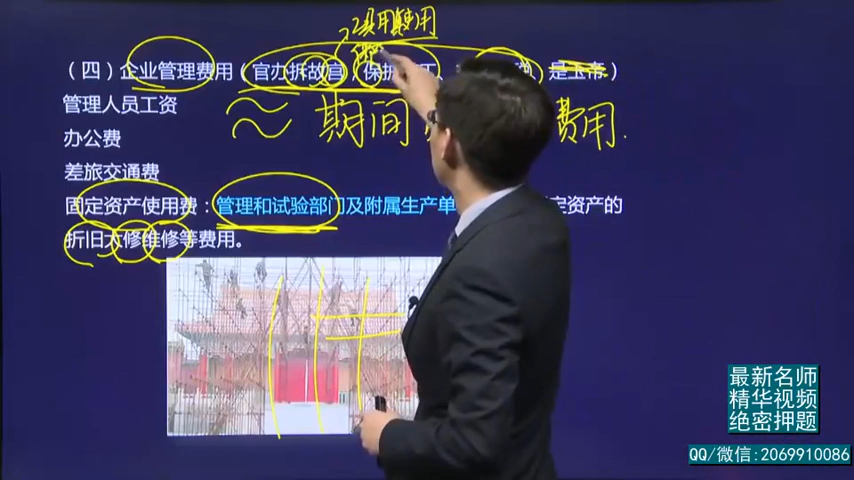 工具用具使用
（四）企业管理费用（官办拆故宫，保护
是玉帝）
≈ 期间
费用.
管理人员工资
办公费
差旅交通费
固定资产使用费：管理和试验部门及附属生产单
定资产的
折旧大修维修等费用。
最新名师
精华视频
绝密押题
QQ/微信:2069910086